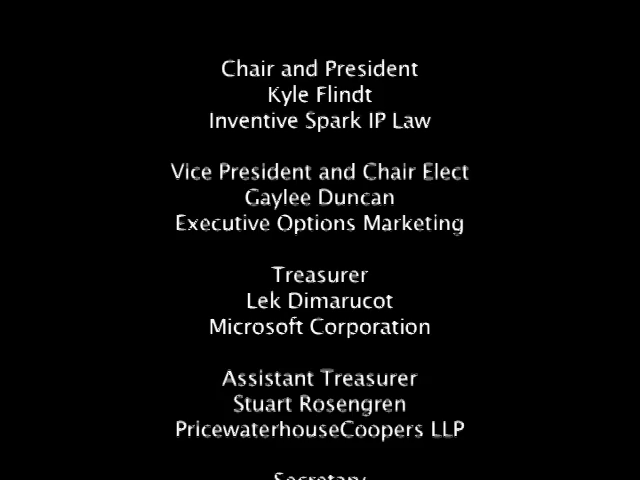 Chair and President
Kyle Flindt
Inventive Spark IP Law
Vice President and Chair Elect
Gaylee Duncan
Executive Options Marketing
Treasurer
Lek Dimarucot
Microsoft Corporation
Assistant Treasurer
Stuart Rosengren
PricewaterhouseCoopers LLP
Secretary